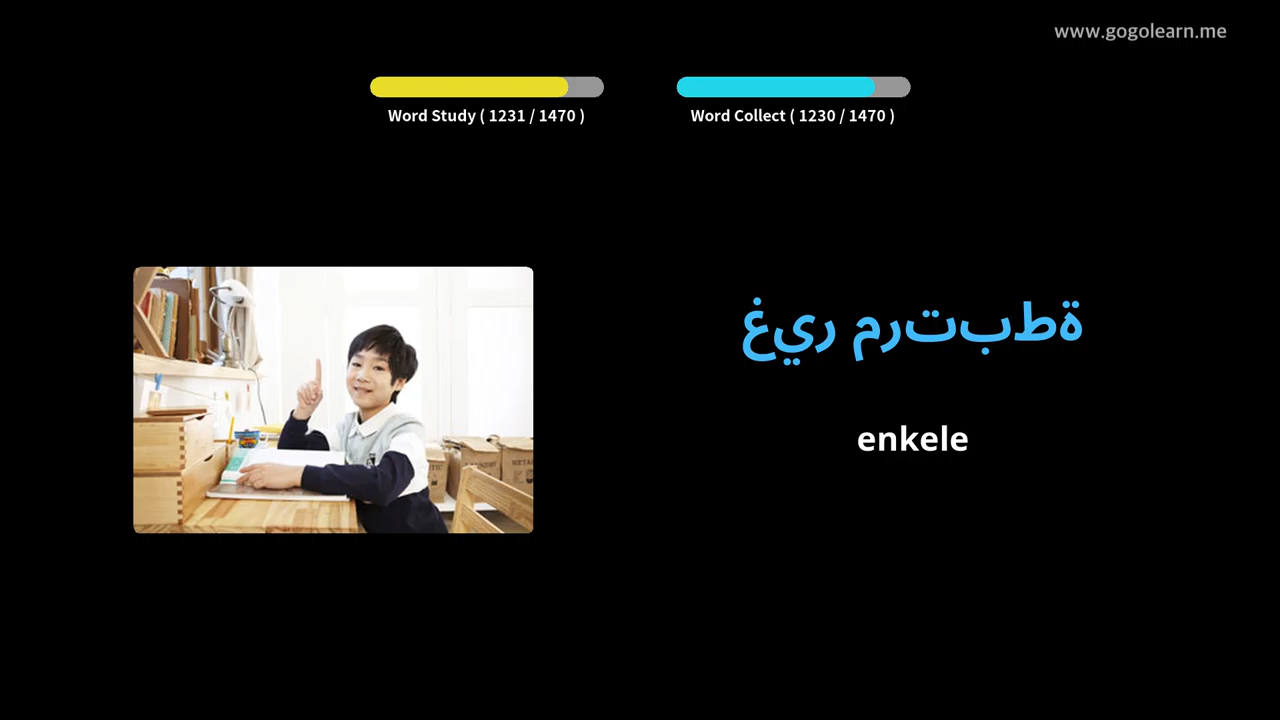 www.gogolearn.me
Word Study ( 1231 / 1470 )
Word Collect ( 1230 / 1470 )
غير مرتبطة
enkele